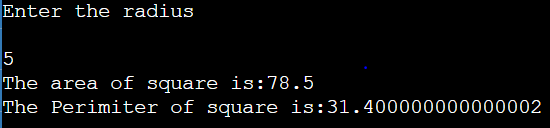 Enter the radius
5
The area of square is:78.5
The Perimiter of square is:31.400000000000002